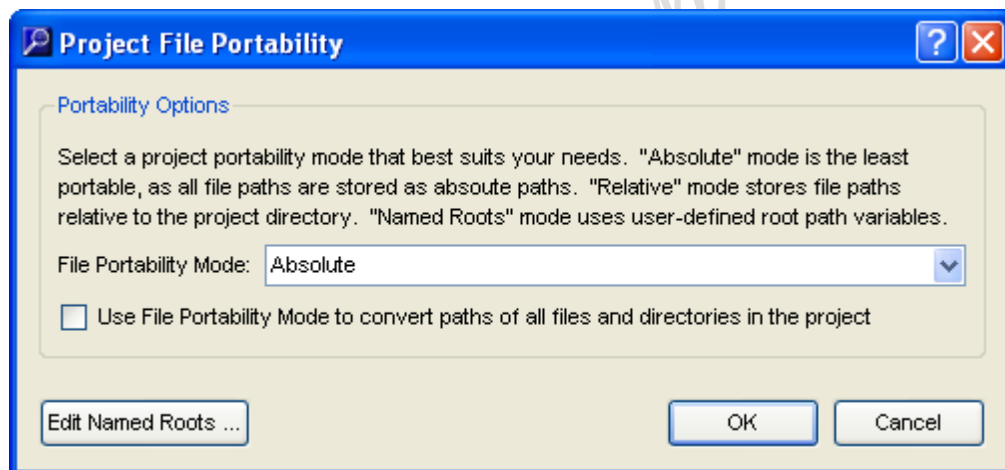 Project File Portability
Portability Options
Select a project portability mode that best suits your needs. "Absolute" mode is the least
portable, as all file paths are stored as absoute paths. "Relative" mode stores file paths
relative to the project directory. "Named Roots" mode uses user-defined root path variables.
File Portability Mode: Absolute
Use File Portability Mode to convert paths of all files and directories in the project
Edit Named Roots ... OK Cancel